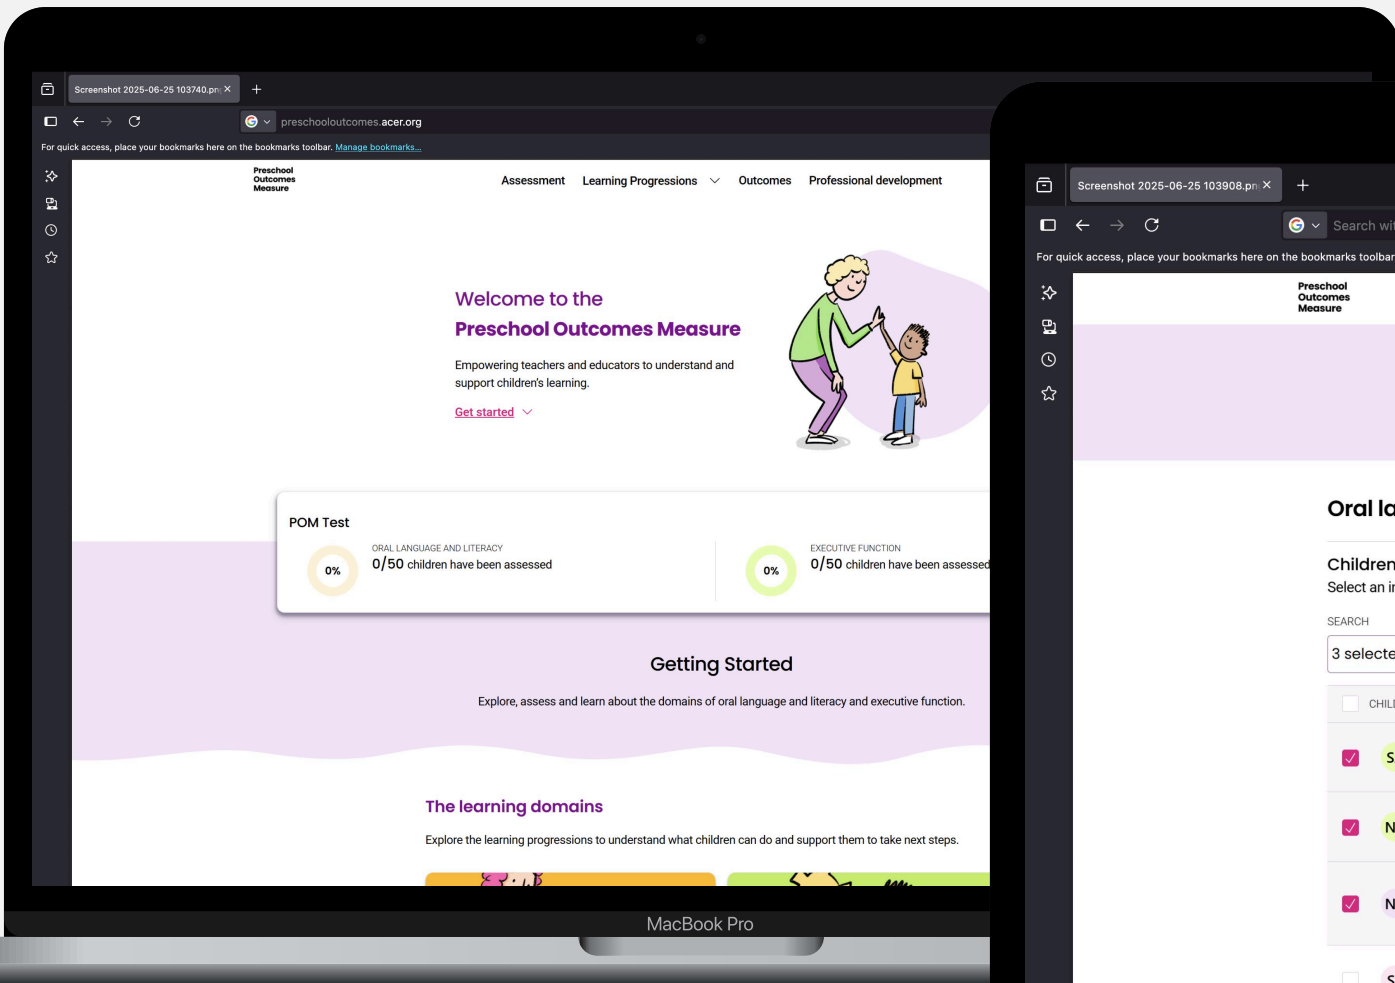 Screenshot 2025-06-25 103740.pn
preschooloutcomes.acer.org
For quick access, place your bookmarks here on the bookmarks toolbar. Manage bookmarks...
Preschool
Outcomes
Measure
Assessment Learning Progressions Outcomes Professional development
Welcome to the
Preschool Outcomes Measure
Empowering teachers and educators to understand and
support children's learning.
Get started
POM Test
0%
ORAL LANGUAGE AND LITERACY
0/50 children have been assessed
0%
EXECUTIVE FUNCTION
0/50 children have been assessed
Getting Started
Explore, assess and learn about the domains of oral language and literacy and executive function.
The learning domains
Explore the learning progressions to understand what children can do and support them to take next steps.
MacBook Pro
Screenshot 2025-06-25 103908.pn
Search wit
For quick access, place your bookmarks here on the bookmarks toolbar
Preschool
Outcomes
Measure
Oral la
Children
Select an i
SEARCH
3 selecte
CHIL
S
N
N
S